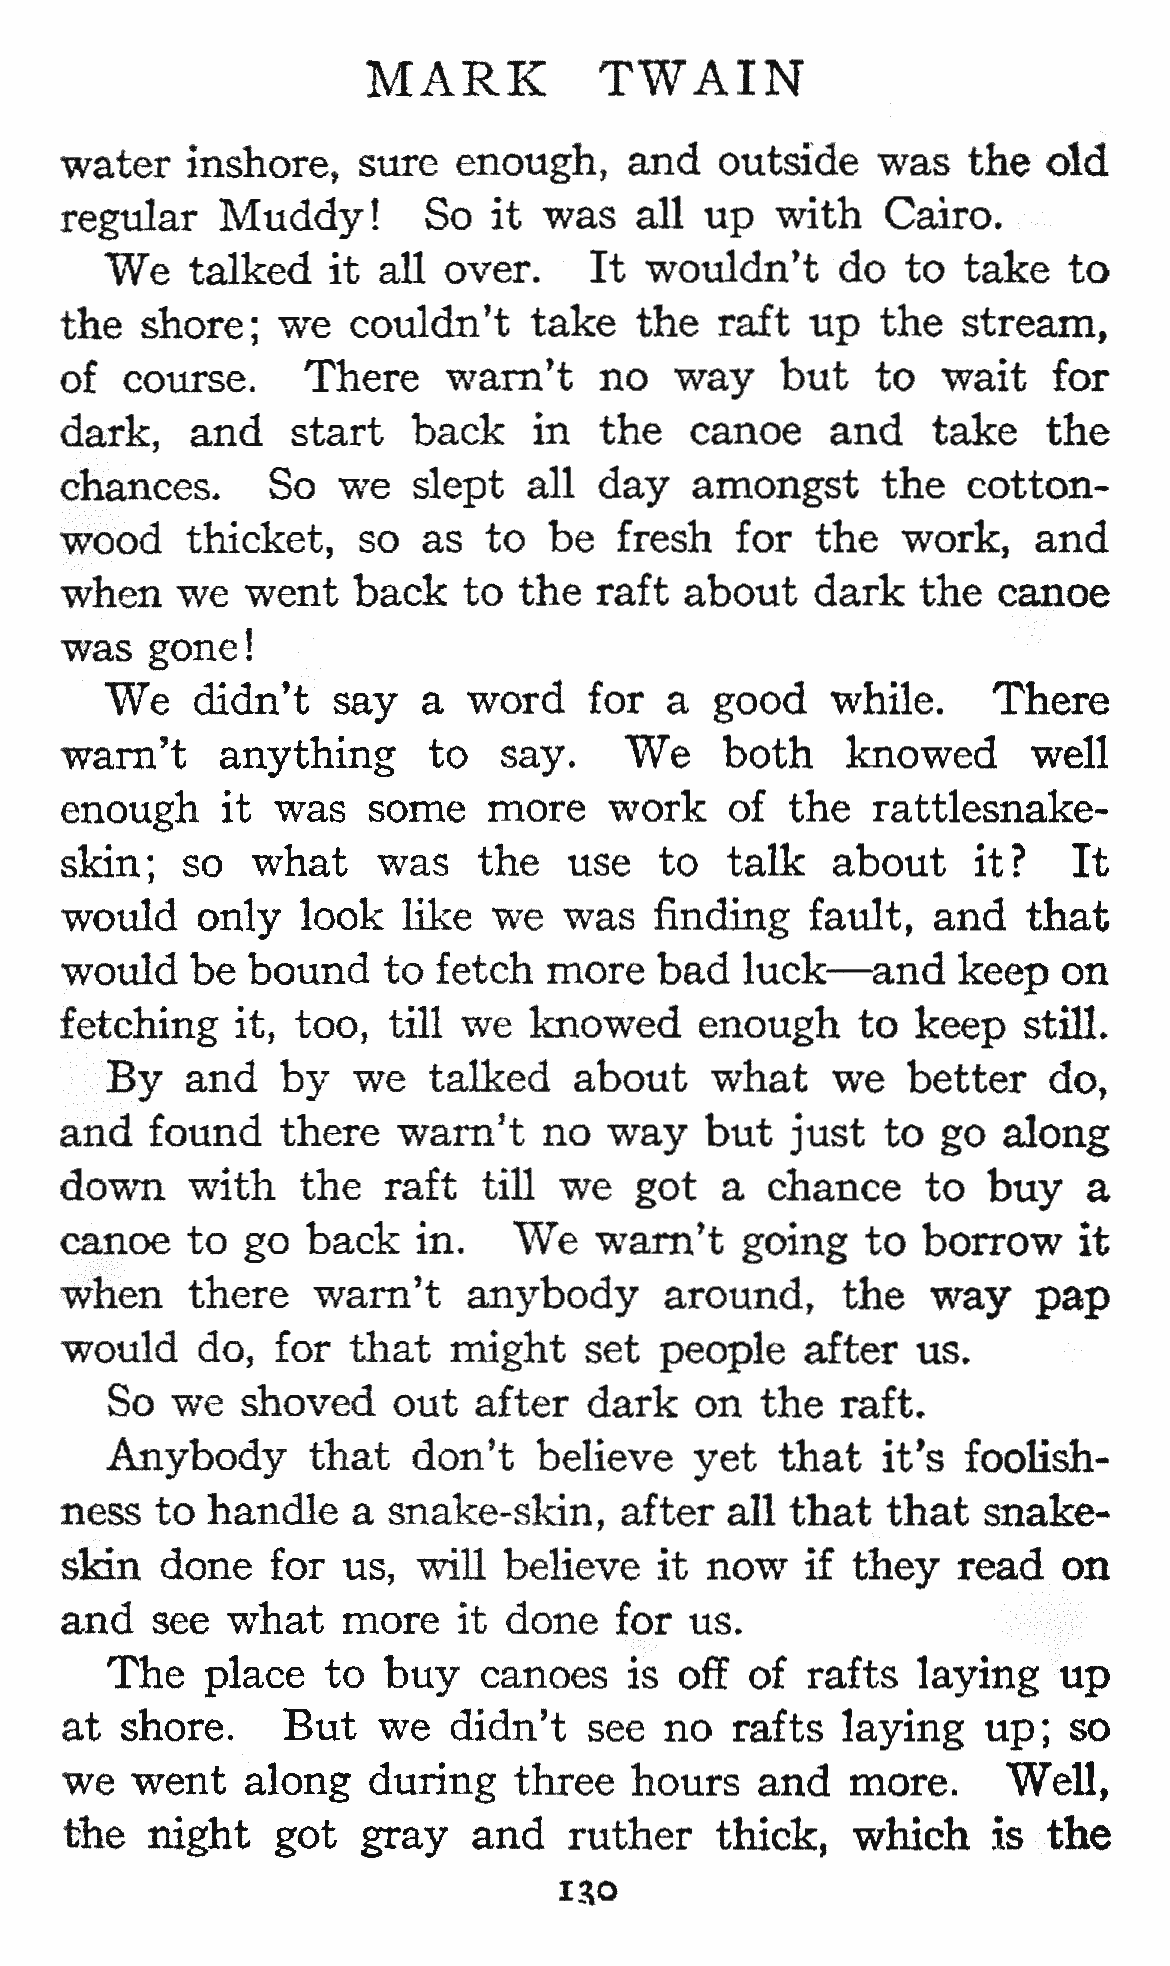 MARK TWAIN
water inshore, sure enough, and outside was the old
regular Muddy! So it was all up with Cairo.
We talked it all over. It wouldn't do to take to
the shore; we couldn't take the raft up the stream,
of course. There warn't no way but to wait for
dark, and start back in the canoe and take the
chances. So we slept all day amongst the cotton-
wood thicket, so as to be fresh for the work, and
when we went back to the raft about dark the canoe
was gone!
We didn't say a word for a good while. There
warn't anything to say. We both knowed well
enough it was some more work of the rattlesnake-
skin; so what was the use to talk about it? It
would only look like we was finding fault, and that
would be bound to fetch more bad luck—and keep on
fetching it, too, till we knowed enough to keep still.
By and by we talked about what we better do,
and found there warn't no way but just to go along
down with the raft till we got a chance to buy a
canoe to go back in. We warn't going to borrow it
when there warn't anybody around, the way pap
would do, for that might set people after us.
So we shoved out after dark on the raft.
Anybody that don't believe yet that it's foolish-
ness to handle a snake-skin, after all that that snake-
skin done for us, will believe it now if they read on
and see what more it done for us.
The place to buy canoes is off of rafts laying up
at shore. But we didn't see no rafts laying up; so
we went along during three hours and more. Well,
the night got gray and ruther thick, which is the
130